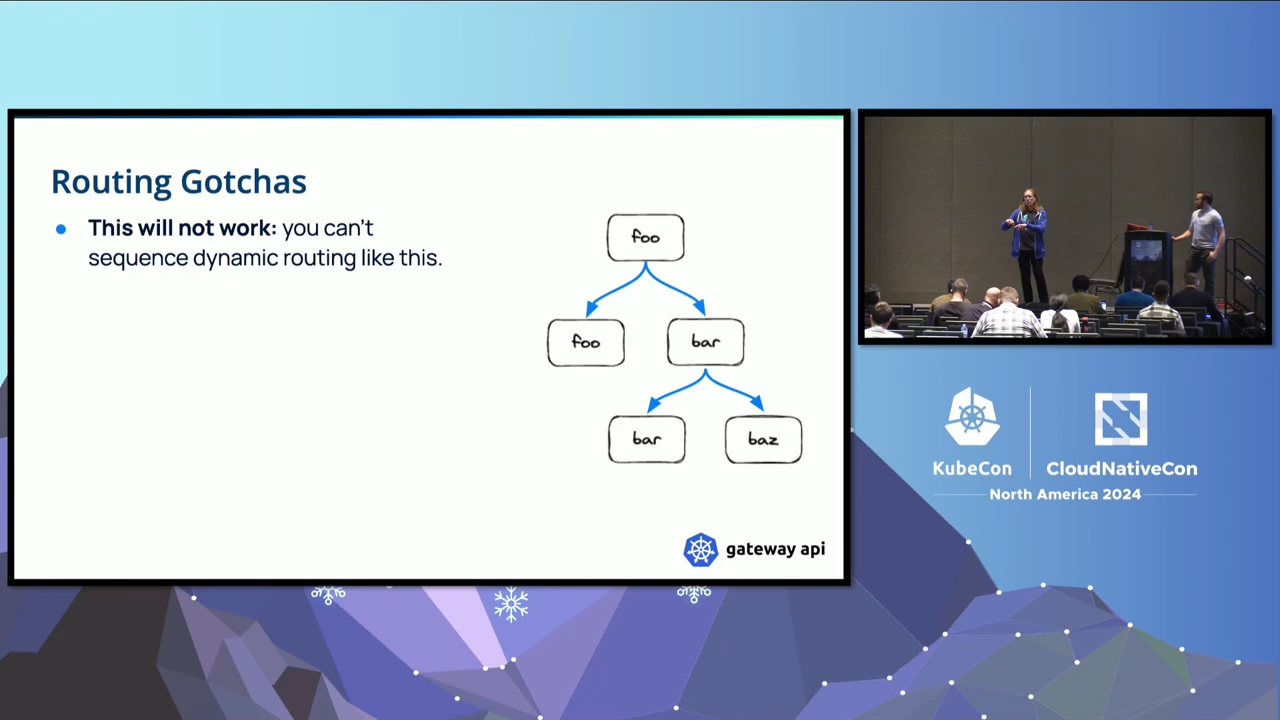 Routing Gotchas
This will not work: you can't
sequence dynamic routing like this.
foo
foo
bar
bar
baz
gateway api
KubeCon
CloudNativeCon
North America 2024